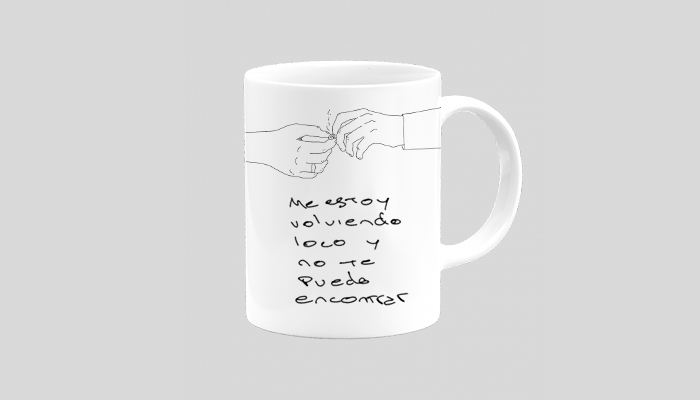 Me estoy
volviendo
loco y
no te
puedo
encontrar